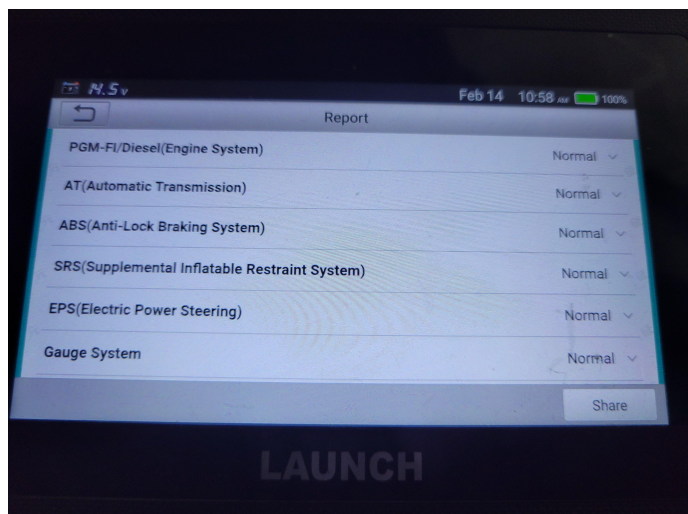 14.5v Feb 14 10:58 AM 100%
Report
PGM-FI/Diesel(Engine System) Normal
AT(Automatic Transmission) Normal
ABS(Anti-Lock Braking System) Normal
SRS(Supplemental Inflatable Restraint System) Normal
EPS(Electric Power Steering) Normal
Gauge System Normal
Share
LAUNCH